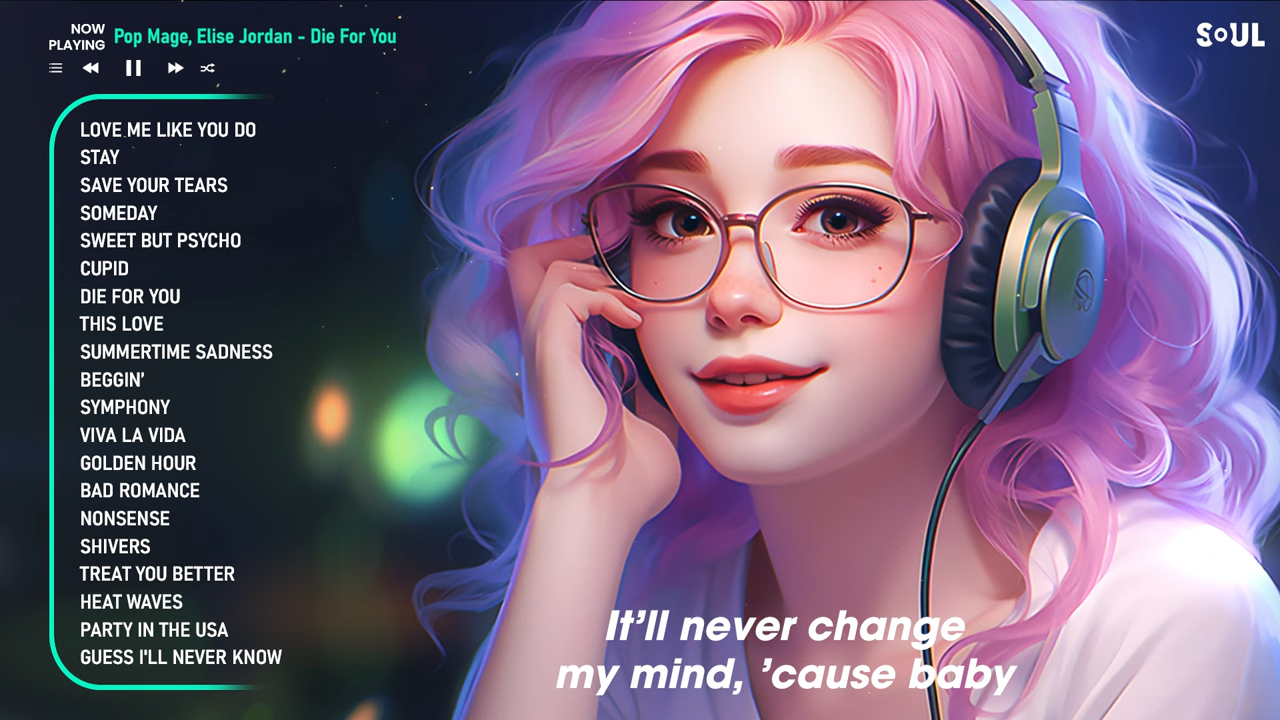 NOW
PLAYING
Pop Mage, Elise Jordan - Die For You
SOUL
LOVE ME LIKE YOU DO
STAY
SAVE YOUR TEARS
SOMEDAY
SWEET BUT PSYCHO
CUPID
DIE FOR YOU
THIS LOVE
SUMMERTIME SADNESS
BEGGIN’
SYMPHONY
VIVA LA VIDA
GOLDEN HOUR
BAD ROMANCE
NONSENSE
SHIVERS
TREAT YOU BETTER
HEAT WAVES
PARTY IN THE USA
GUESS I'LL NEVER KNOW
It’ll never change
my mind, ’cause baby